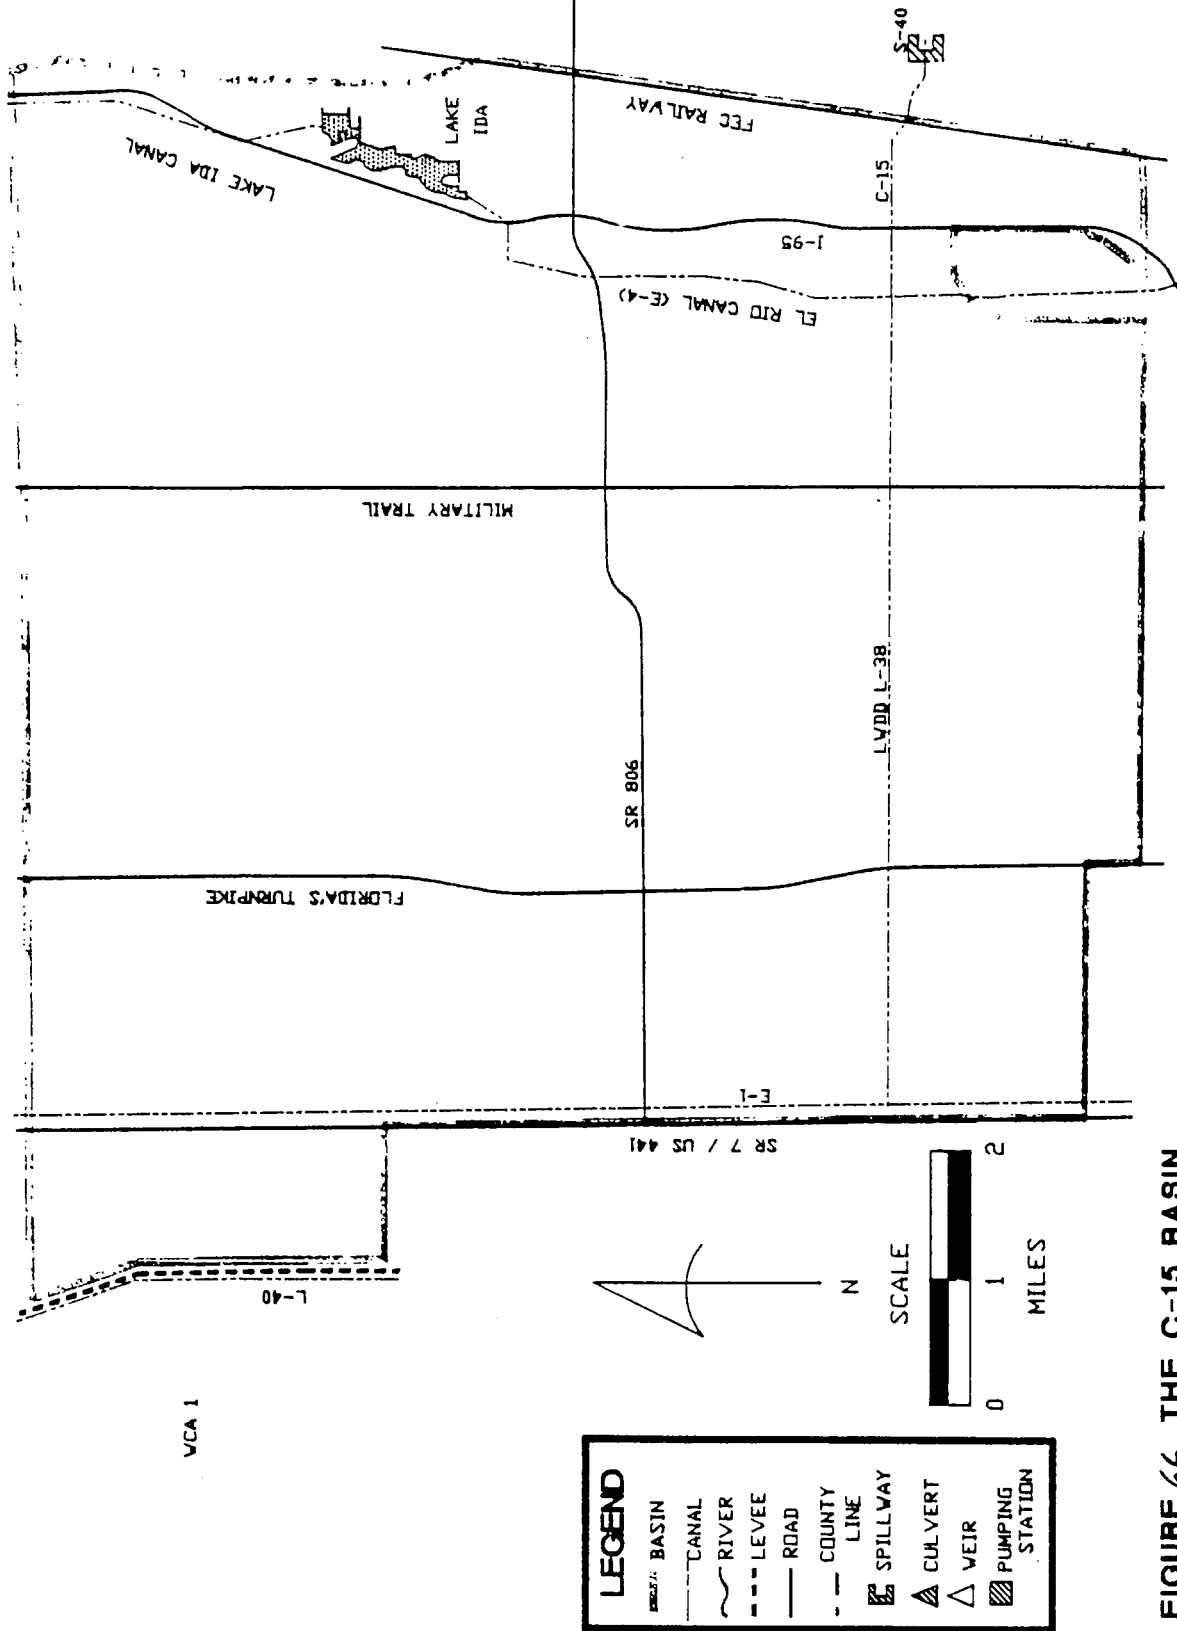 WCA 1
L-40
SR 7 / US 441
E-1
FLORIDA'S TURNPIKE
SR 806
LWDD L-38
MILITARY TRAIL
EL RIO CANAL (E-4)
I-95
C-15
LAKE IDA CANAL
LAKE
IDA
FEC RAILWAY
S-40
N
SCALE
0 1 2
MILES
LEGEND
BASIN
CANAL
RIVER
LEVEE
ROAD
COUNTY
LINE
SPILLWAY
CULVERT
WEIR
PUMPING
STATION
FIGURE THE C-15 BASIN